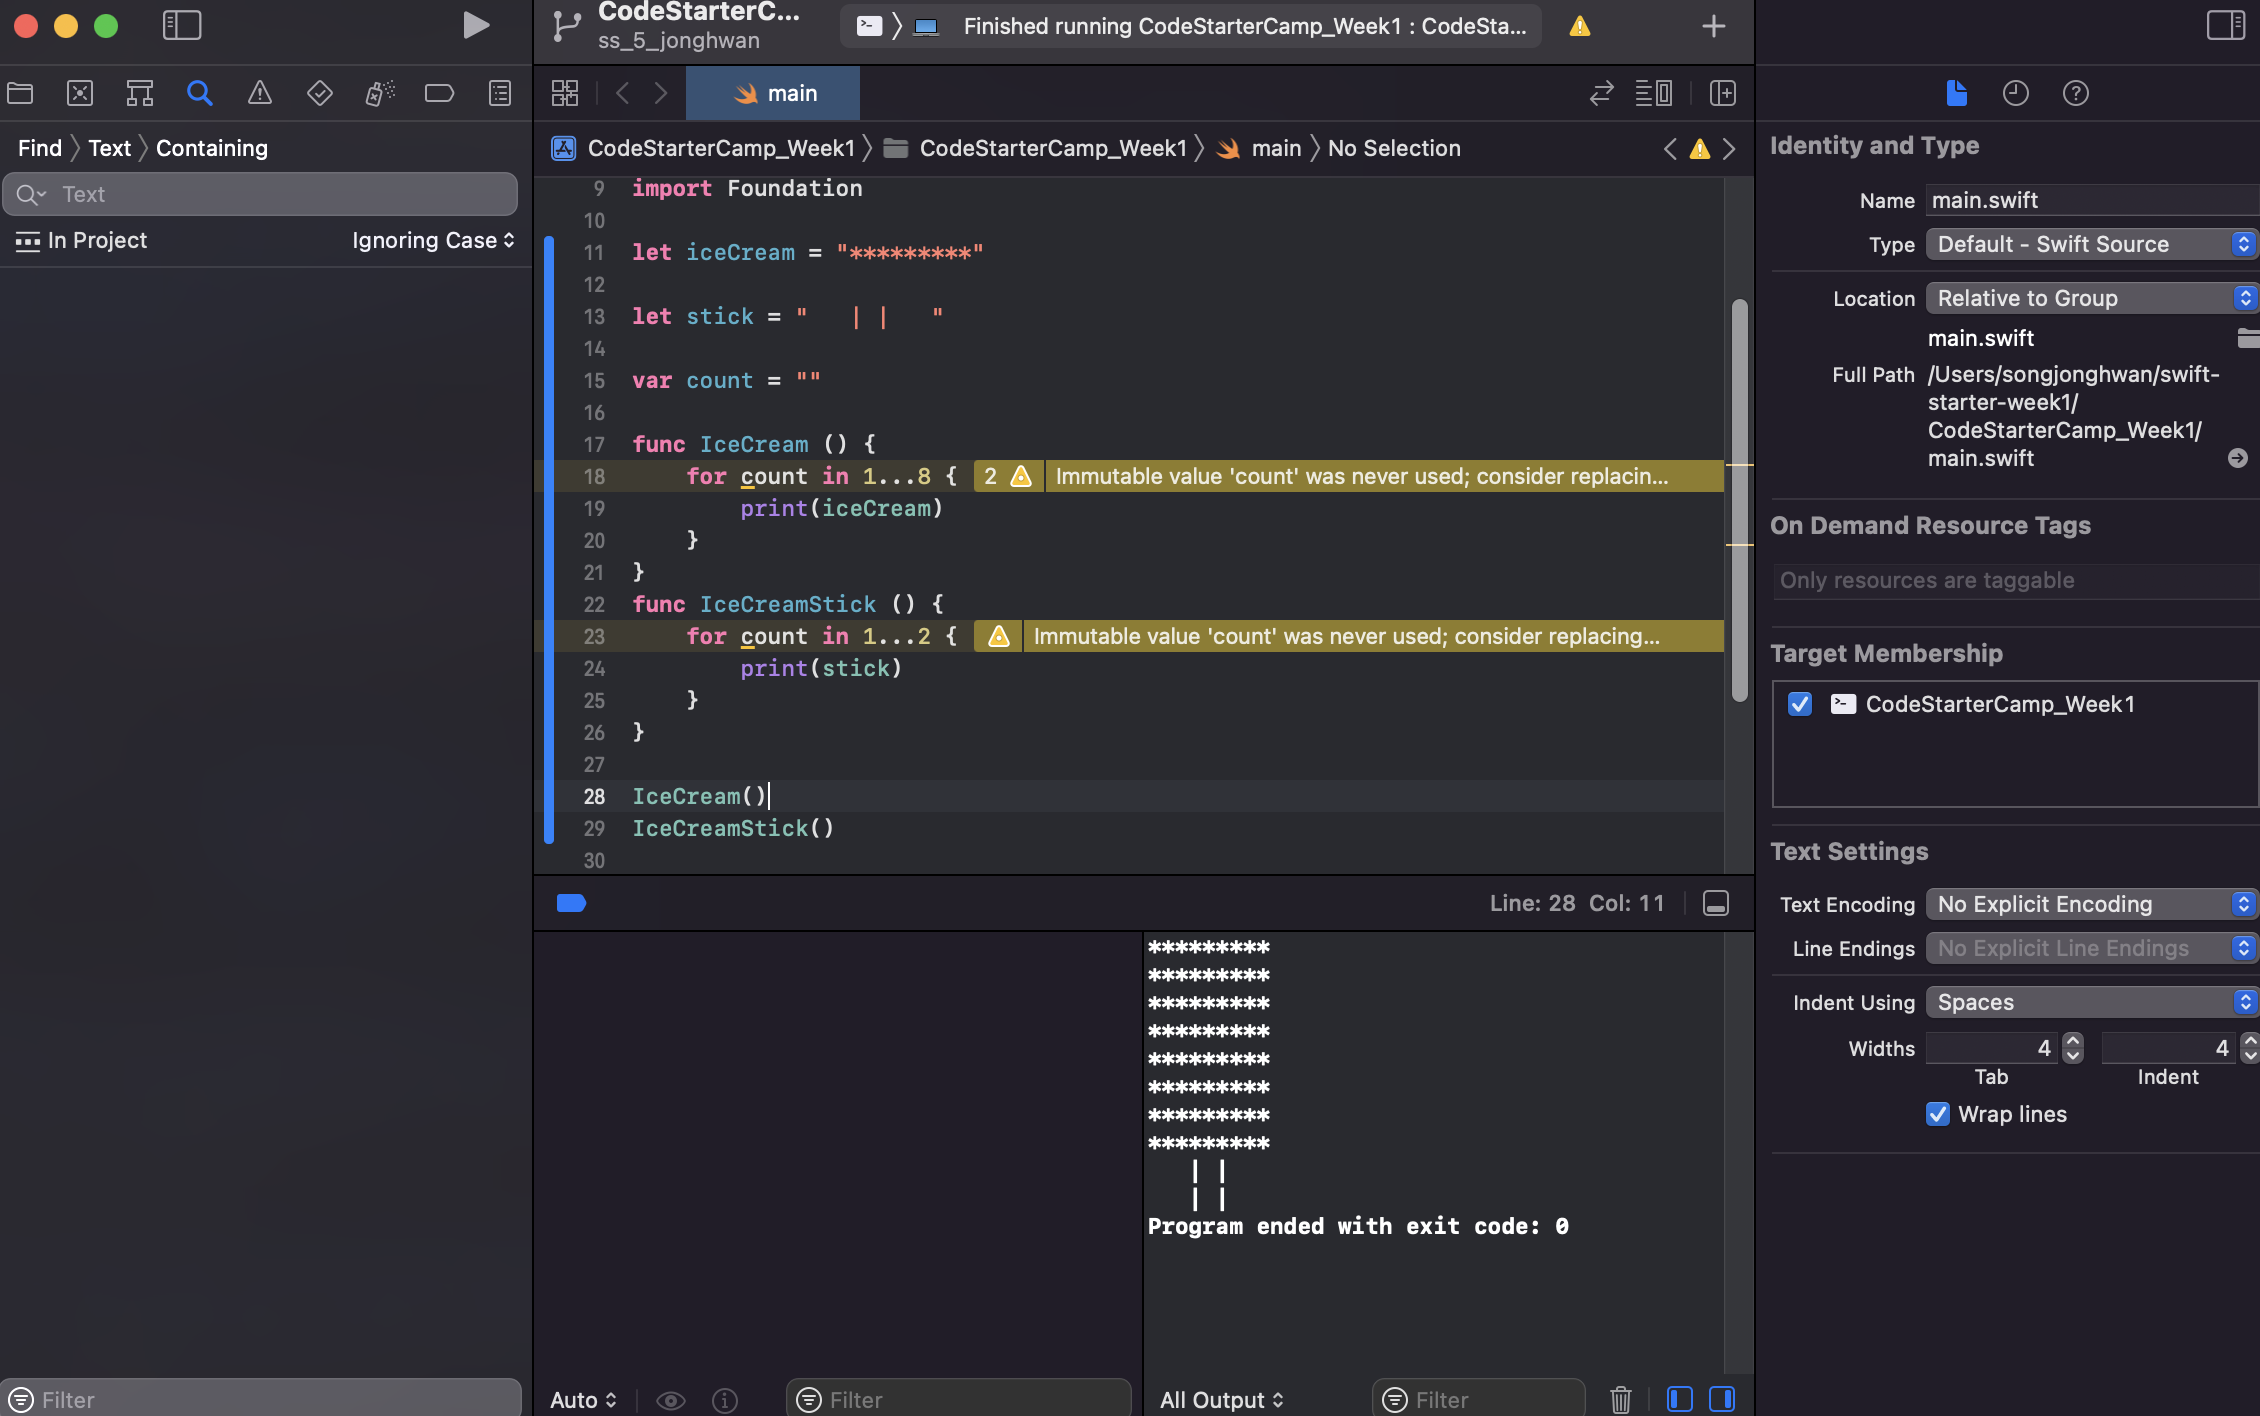 CodeStarterC...
ss_5_jonghwan
Finished running CodeStarterCamp_Week1 : CodeSta...
main
Find 〉Text 〉Containing
Text
In Project
Ignoring Case
CodeStarterCamp_Week1 〉 CodeStarterCamp_Week1 〉 main 〉No Selection
9 import Foundation
10
11 let iceCream = "*********"
12
13 let stick = "   | |   "
14
15 var count = ""
16
17 func IceCream () {
18     for count in 1...8 { 2 Immutable value 'count' was never used; consider replacin...
19         print(iceCream)
20     }
21 }
22 func IceCreamStick () {
23     for count in 1...2 { Immutable value 'count' was never used; consider replacing...
24         print(stick)
25     }
26 }
27
28 IceCream()
29 IceCreamStick()
30
Line: 28 Col: 11
*********
*********
*********
*********
*********
*********
*********
*********
   | |
   | |
Program ended with exit code: 0
Filter
Auto
Filter
All Output
Filter
Identity and Type
Name main.swift
Type Default - Swift Source
Location Relative to Group
main.swift
Full Path /Users/songjonghwan/swift-
starter-week1/
CodeStarterCamp_Week1/
main.swift
On Demand Resource Tags
Only resources are taggable
Target Membership
CodeStarterCamp_Week1
Text Settings
Text Encoding No Explicit Encoding
Line Endings No Explicit Line Endings
Indent Using Spaces
Widths 4 4
Tab Indent
Wrap lines